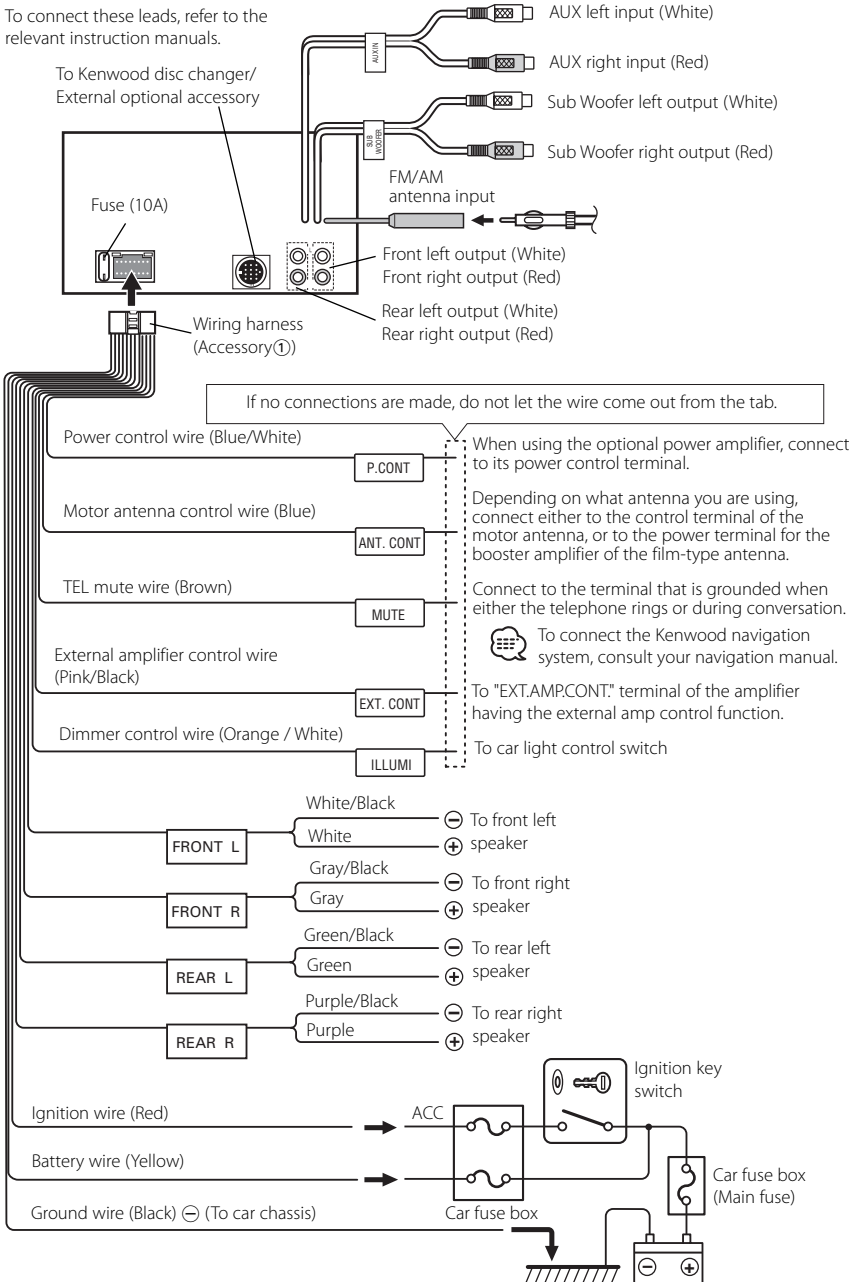 To connect these leads, refer to the
relevant instruction manuals.
To Kenwood disc changer/
External optional accessory
AUX IN
AUX left input (White)
AUX right input (Red)
SUB
WOOFER
Sub Woofer left output (White)
Sub Woofer right output (Red)
FM/AM
antenna input
Fuse (10A)
Front left output (White)
Front right output (Red)
Rear left output (White)
Rear right output (Red)
Wiring harness
(Accessory①)
If no connections are made, do not let the wire come out from the tab.
Power control wire (Blue/White)
P.CONT
When using the optional power amplifier, connect
to its power control terminal.
Motor antenna control wire (Blue)
ANT. CONT
Depending on what antenna you are using,
connect either to the control terminal of the
motor antenna, or to the power terminal for the
booster amplifier of the film-type antenna.
TEL mute wire (Brown)
MUTE
Connect to the terminal that is grounded when
either the telephone rings or during conversation.
To connect the Kenwood navigation
system, consult your navigation manual.
External amplifier control wire
(Pink/Black)
EXT. CONT
To "EXT.AMP.CONT." terminal of the amplifier
having the external amp control function.
Dimmer control wire (Orange / White)
ILLUMI
To car light control switch
FRONT L
White/Black
White
⊖ To front left
⊕ speaker
FRONT R
Gray/Black
Gray
⊖ To front right
⊕ speaker
REAR L
Green/Black
Green
⊖ To rear left
⊕ speaker
REAR R
Purple/Black
Purple
⊖ To rear right
⊕ speaker
Ignition key
switch
Ignition wire (Red)
ACC
Battery wire (Yellow)
Car fuse box
(Main fuse)
Ground wire (Black) ⊖ (To car chassis)
Car fuse box
⊖ ⊕